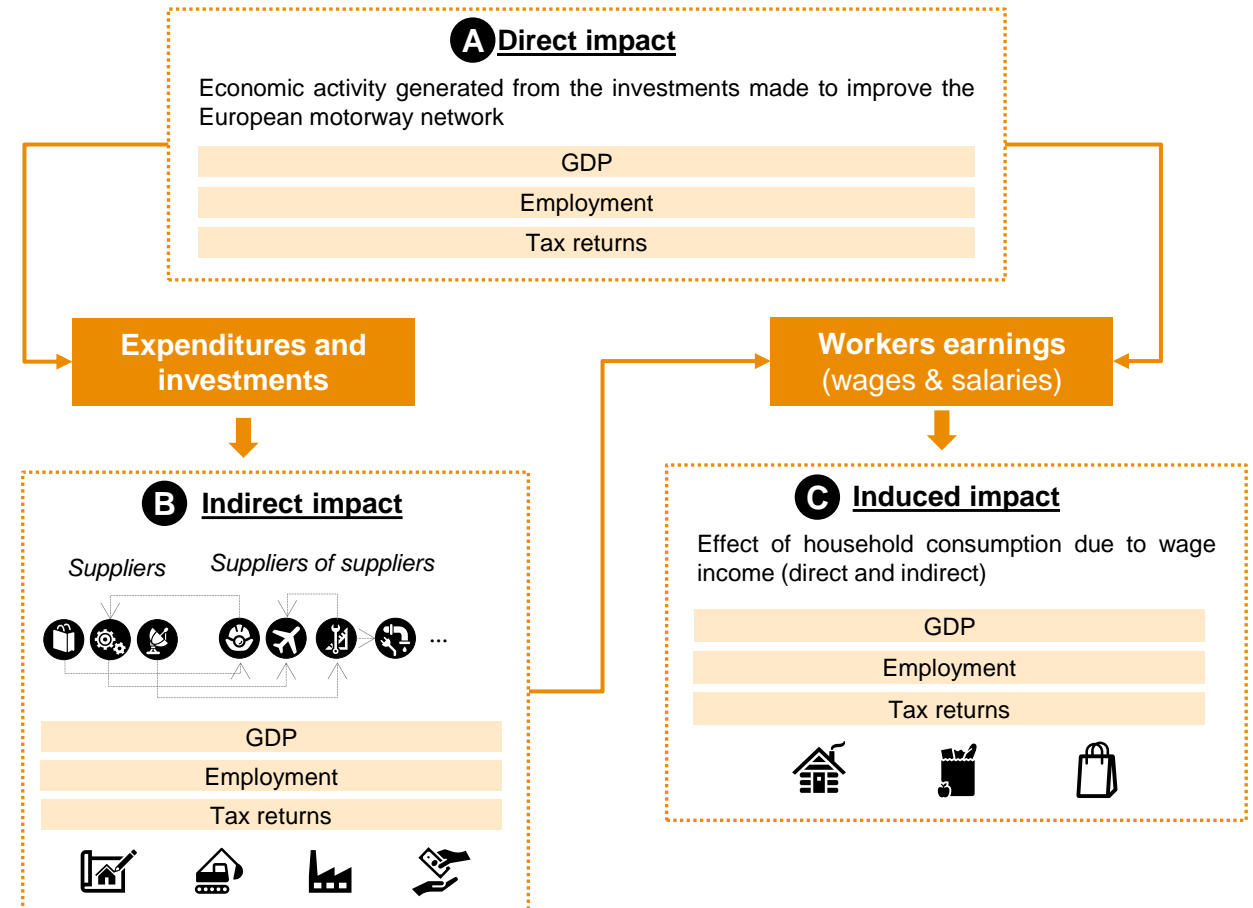 A Direct impact
Economic activity generated from the investments made to improve the
European motorway network
GDP
Employment
Tax returns
Expenditures and
investments
Workers earnings
(wages & salaries)
B Indirect impact
Suppliers
Suppliers of suppliers
...
GDP
Employment
Tax returns
C Induced impact
Effect of household consumption due to wage
income (direct and indirect)
GDP
Employment
Tax returns